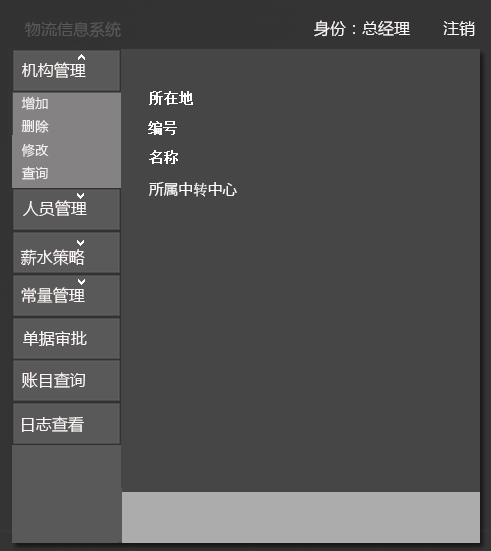 物流信息系统
身份：总经理 注销
机构管理
增加
删除
修改
查询
人员管理
薪水策略
常量管理
单据审批
账目查询
日志查看
所在地
编号
名称
所属中转中心